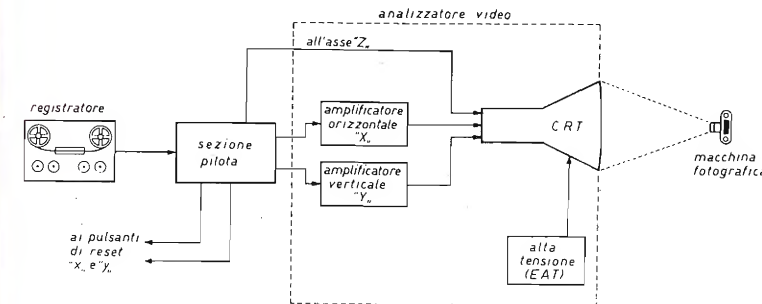 analizzatore video
all'asse "Z„
registratore
sezione
pilota
amplificatore
orizzontale
"X„
amplificatore
verticale
"Y„
CRT
macchina
fotografica
ai pulsanti
di reset
"x„ e "y„
alta
tensione
(EAT)